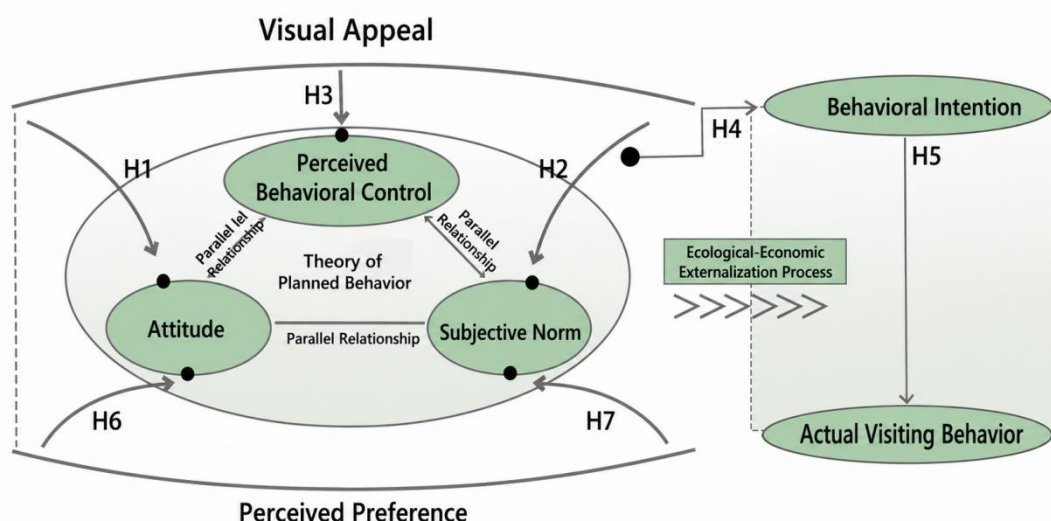 Visual Appeal
H3
H4
Behavioral Intention
H1
H2
H5
Perceived
Behavioral Control
Parallel lel
Relationship
Parallel
Relationship
Theory of
Planned Behavior
Ecological-Economic
Externalization Process
Attitude
Parallel Relationship
Subjective Norm
H6
H7
Actual Visiting Behavior
Perceived Preference